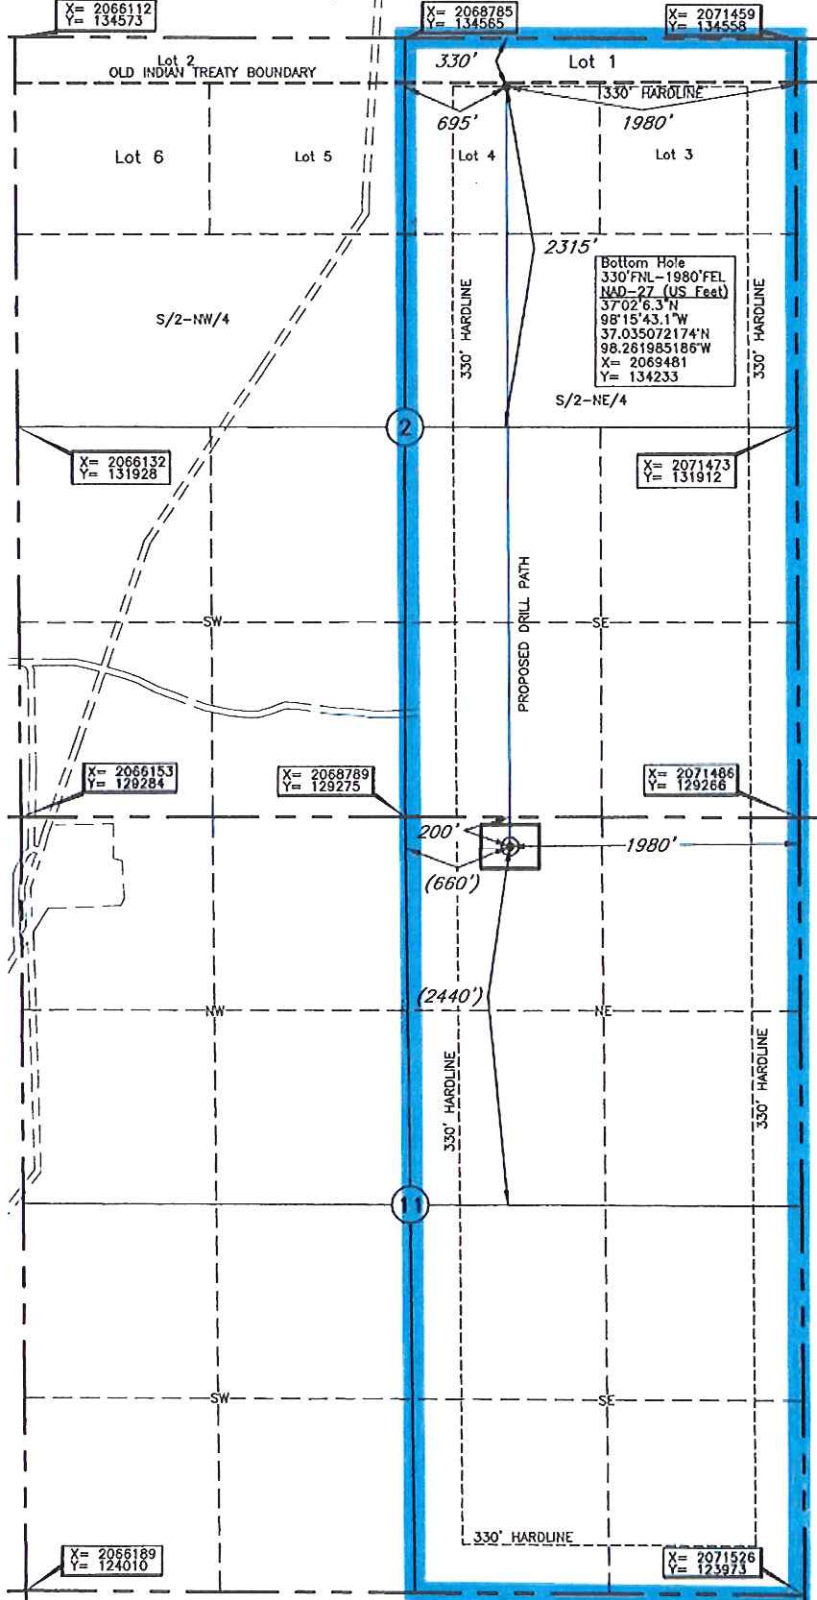 X= 2066112
Y= 134573
X= 2068785
Y= 134565
X= 2071459
Y= 134558
Lot 2
OLD INDIAN TREATY BOUNDARY
330'
Lot 1
330' HARDLINE
695'
1980'
Lot 6
Lot 5
Lot 4
Lot 3
2315'
Bottom Hole
330'FNL-1980'FEL
NAD-27 (US Feet)
37°02'6.3"N
98°15'43.1"W
37.035072174°N
98.261985186°W
X= 2069481
Y= 134233
330' HARDLINE
330' HARDLINE
S/2-NW/4
S/2-NE/4
2
X= 2066132
Y= 131928
X= 2071473
Y= 131912
PROPOSED DRILL PATH
SW
SE
X= 2066153
Y= 129284
X= 2068789
Y= 129275
X= 2071486
Y= 129266
200'
1980'
(660')
(2440')
NW
NE
330' HARDLINE
330' HARDLINE
11
SW
SE
330' HARDLINE
X= 2066189
Y= 124010
X= 2071526
Y= 123973